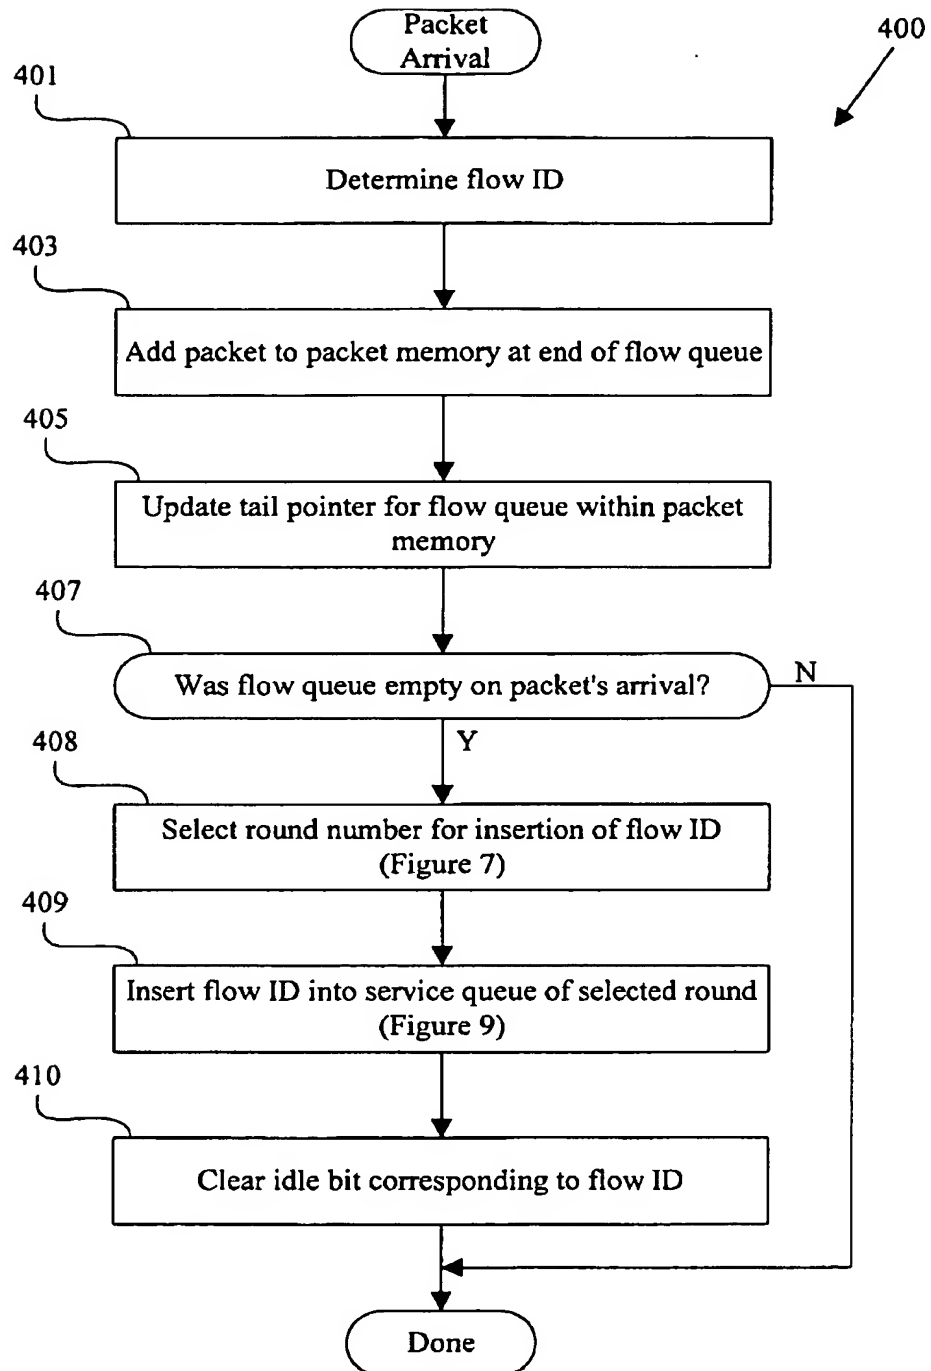 Packet
Arrival
400
401
Determine flow ID
403
Add packet to packet memory at end of flow queue
405
Update tail pointer for flow queue within packet
memory
407
Was flow queue empty on packet's arrival?
N
Y
408
Select round number for insertion of flow ID
(Figure 7)
409
Insert flow ID into service queue of selected round
(Figure 9)
410
Clear idle bit corresponding to flow ID
Done